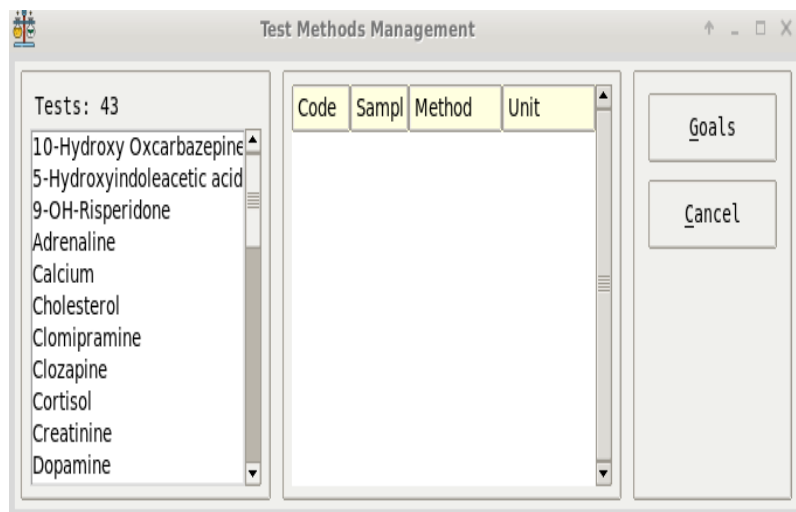 Test Methods Management
Tests: 43
10-Hydroxy Oxcarbazepine
5-Hydroxyindoleacetic acid
9-OH-Risperidone
Adrenaline
Calcium
Cholesterol
Clomipramine
Clozapine
Cortisol
Creatinine
Dopamine
Code Sampl Method Unit
Goals
Cancel